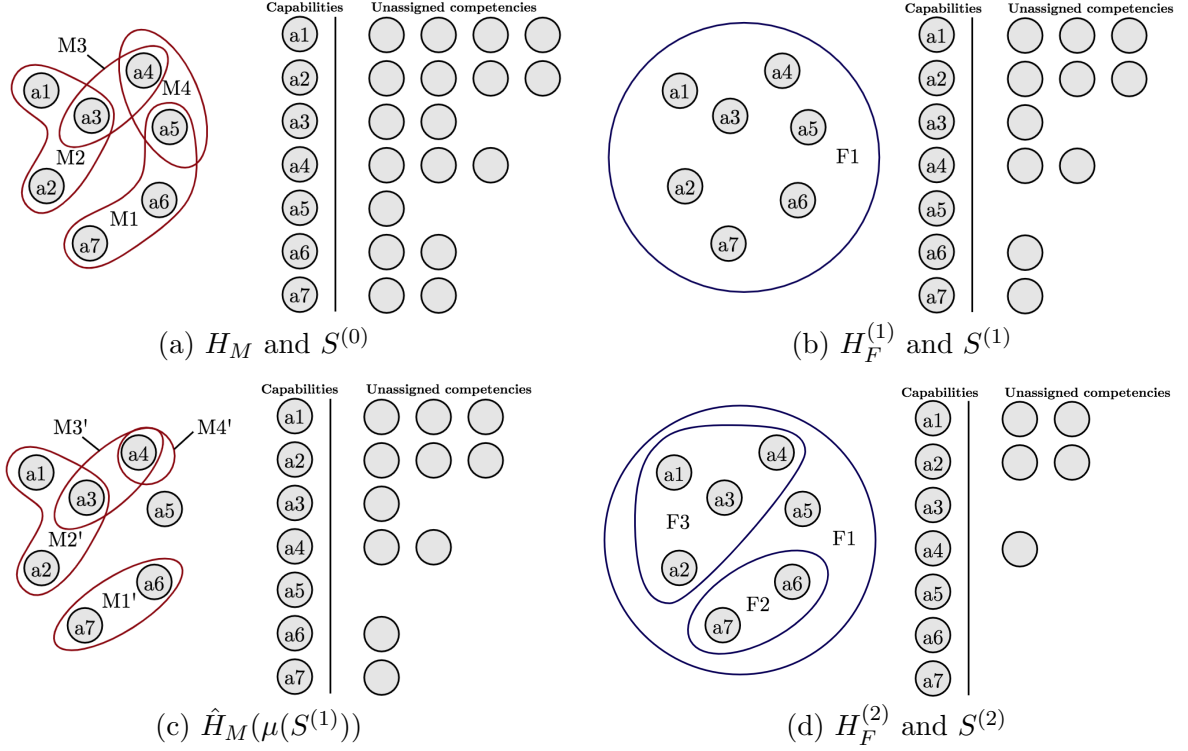 Capabilities Unassigned competencies
M3
a4
M4
a1
a3
a5
M2
a2
a6
M1
a7
a1
a2
a3
a4
a5
a6
a7
(a) H_M and S^(0)
Capabilities Unassigned competencies
a4
a1
a3
a5
F1
a2
a6
a7
a1
a2
a3
a4
a5
a6
a7
(b) H_F^(1) and S^(1)
Capabilities Unassigned competencies
M3'
M4'
a4
a1
a3
a5
M2'
a2
a6
M1'
a7
a1
a2
a3
a4
a5
a6
a7
(c) Ĥ_M(μ(S^(1)))
Capabilities Unassigned competencies
a4
a1
a3
a5
F3
F1
a2
a6
F2
a7
a1
a2
a3
a4
a5
a6
a7
(d) H_F^(2) and S^(2)